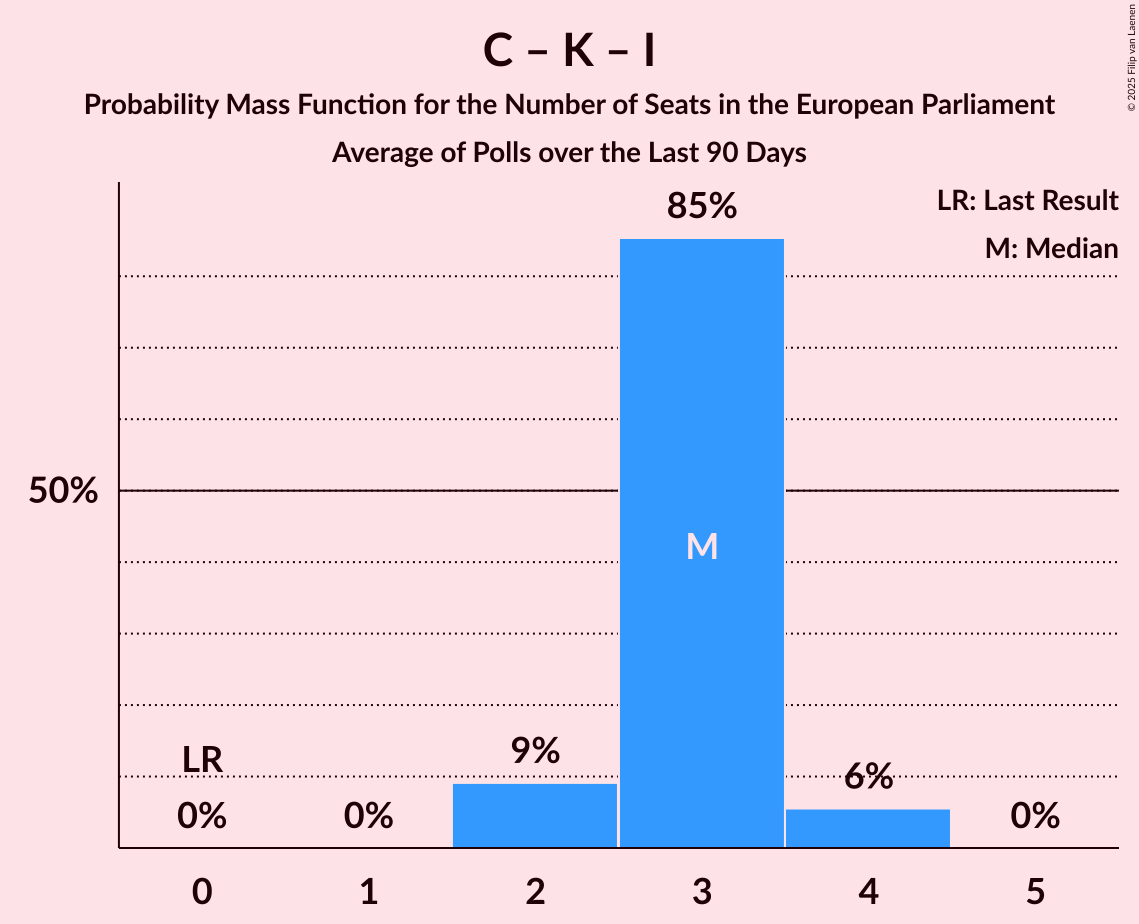 C – K – I
Probability Mass Function for the Number of Seats in the European Parliament
Average of Polls over the Last 90 Days
© 2025 Filip van Laenen
LR: Last Result
M: Median
85%
50%
M
LR
9%
6%
0%
0%
0%
0
1
2
3
4
5